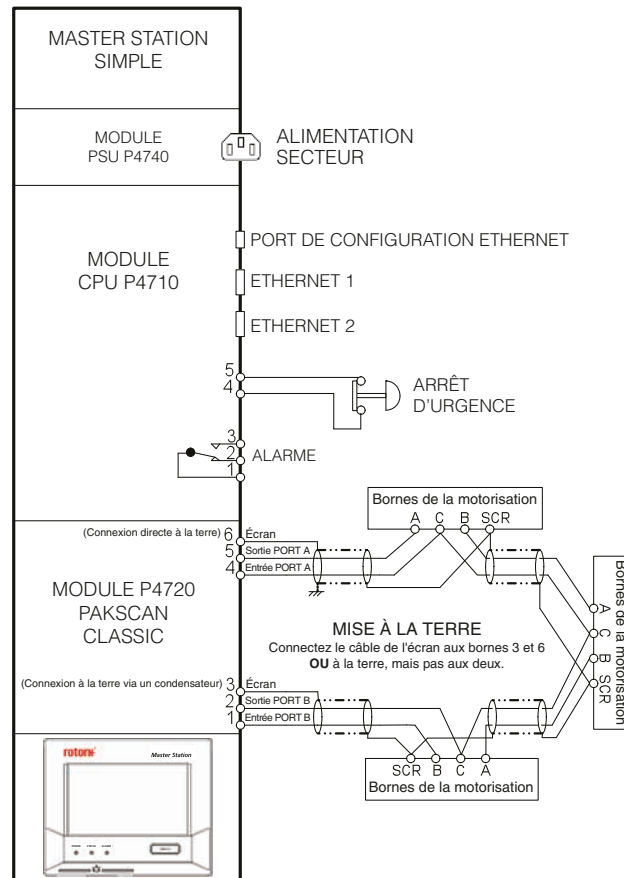 MASTER STATION
SIMPLE
MODULE
PSU P4740
ALIMENTATION
SECTEUR
MODULE
CPU P4710
PORT DE CONFIGURATION ETHERNET
ETHERNET 1
ETHERNET 2
5
4
ARRÊT
D'URGENCE
3
2
1
ALARME
Bornes de la motorisation
A C B SCR
(Connexion directe à la terre) 6 Écran
5 Sortie PORT A
4 Entrée PORT A
MODULE P4720
PAKSCAN
CLASSIC
MISE À LA TERRE
Connectez le câble de l'écran aux bornes 3 et 6
OU à la terre, mais pas aux deux.
A
C
B
SCR
Bornes de la motorisation
(Connexion à la terre via un condensateur) 3 Écran
2 Sortie PORT B
1 Entrée PORT B
SCR B C A
Bornes de la motorisation
rotork
Master Station